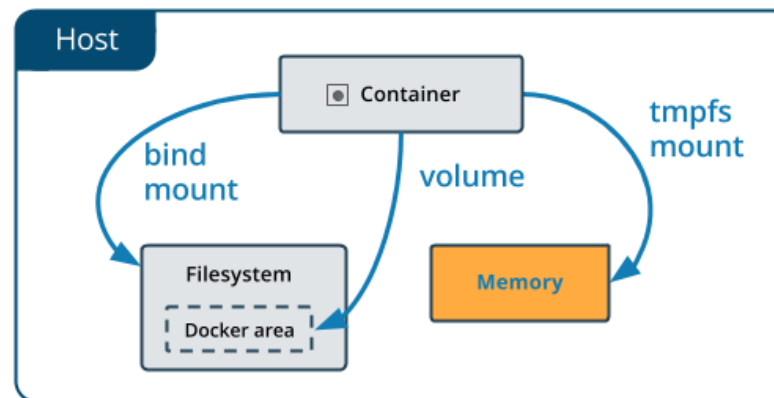 Host
Container
bind
mount
volume
tmpfs
mount
Filesystem
Docker area
Memory